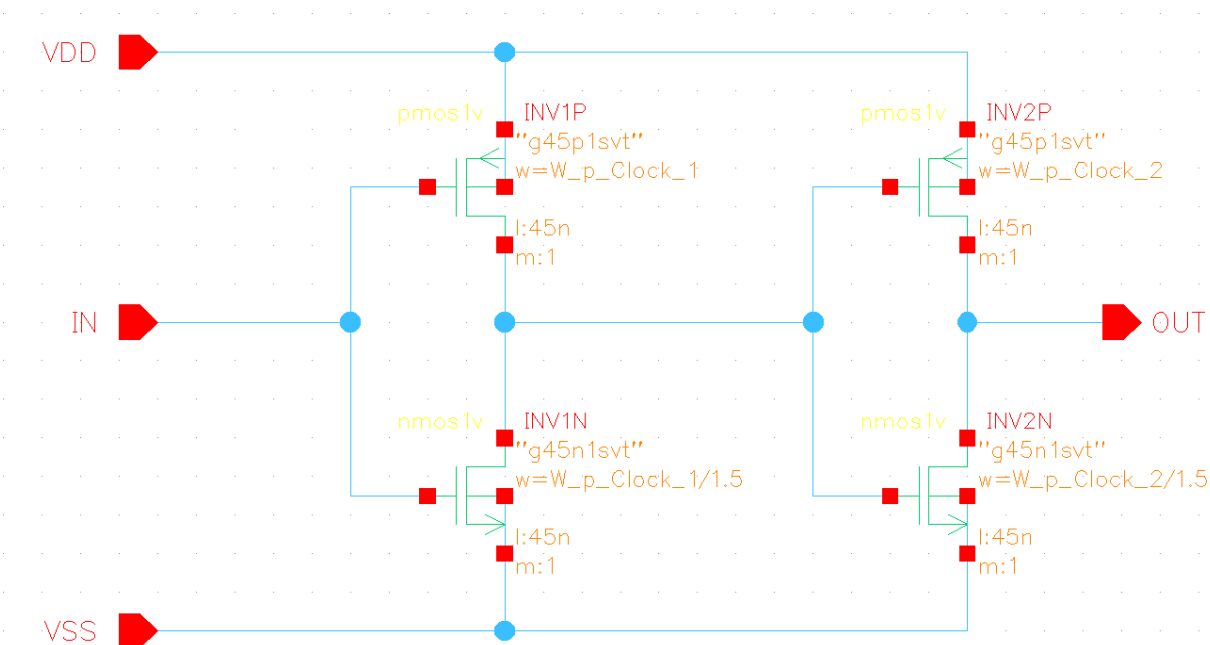 VDD
pmos1v
INV1P
"g45p1svt"
w=W_p_Clock_1
l:45n
m:1
pmos1v
INV2P
"g45p1svt"
w=W_p_Clock_2
l:45n
m:1
IN
OUT
nmos1v
INV1N
"g45n1svt"
w=W_p_Clock_1/1.5
l:45n
m:1
nmos1v
INV2N
"g45n1svt"
w=W_p_Clock_2/1.5
l:45n
m:1
VSS